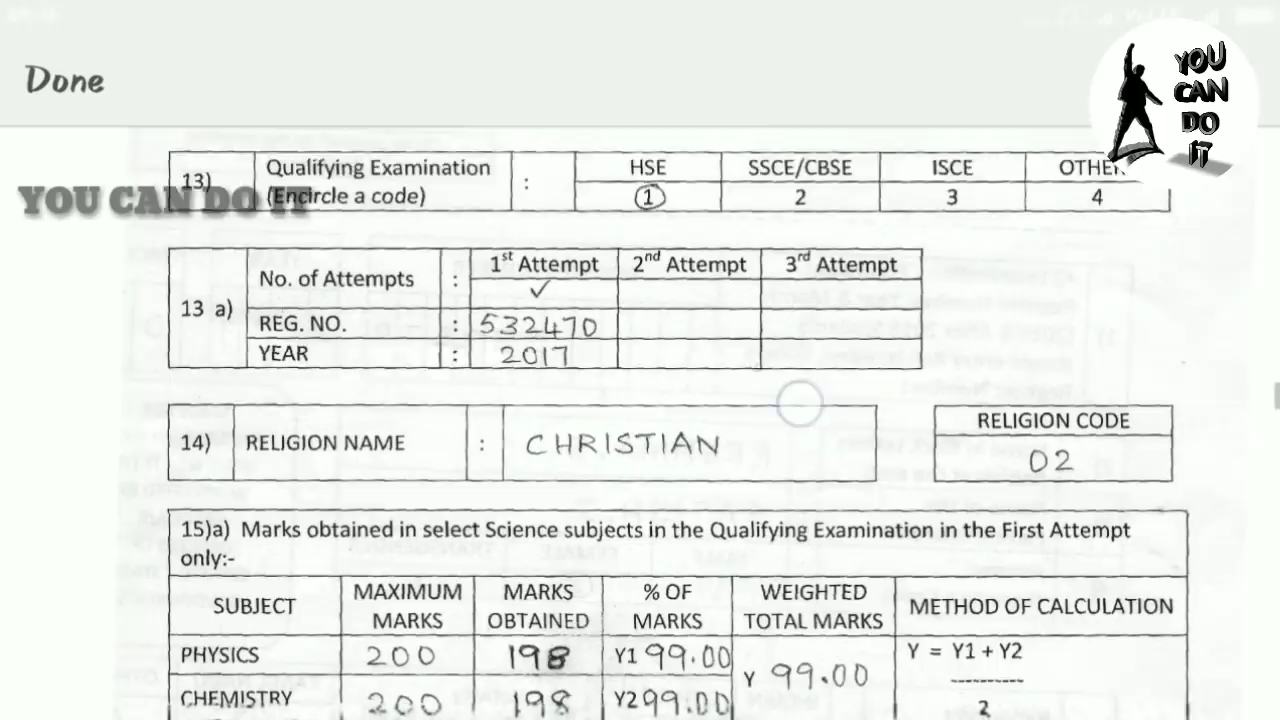 Done
YOU
CAN
DO
IT
YOU CAN DO IT
13) Qualifying Examination (Encircle a code) : HSE SSCE/CBSE ISCE OTHER
1 2 3 4
13 a) No. of Attempts : 1st Attempt 2nd Attempt 3rd Attempt
✓
REG. NO. : 532470
YEAR : 2017
14) RELIGION NAME : CHRISTIAN
RELIGION CODE
02
15)a) Marks obtained in select Science subjects in the Qualifying Examination in the First Attempt
only:-
SUBJECT MAXIMUM MARKS MARKS OBTAINED % OF MARKS WEIGHTED TOTAL MARKS METHOD OF CALCULATION
PHYSICS 200 198 Y1 99.00 Y 99.00 Y = Y1 + Y2
----------
CHEMISTRY 200 198 Y2 99.00 2